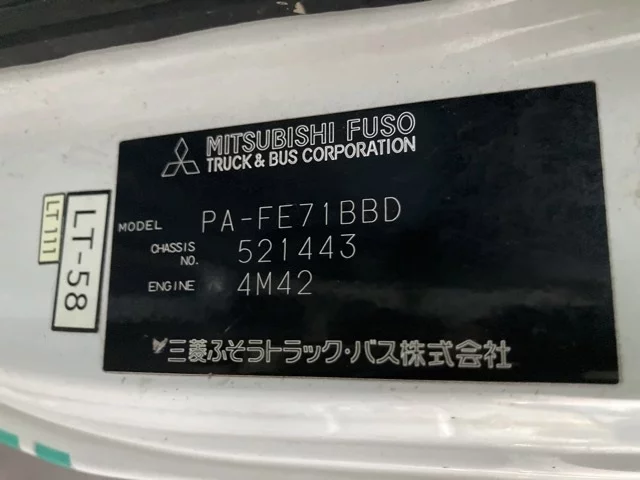 MITSUBISHI FUSO
TRUCK & BUS CORPORATION
MODEL PA-FE71BBD
CHASSIS NO. 521443
ENGINE 4M42
三菱ふそうトラック・バス株式会社
LT-58
LT111